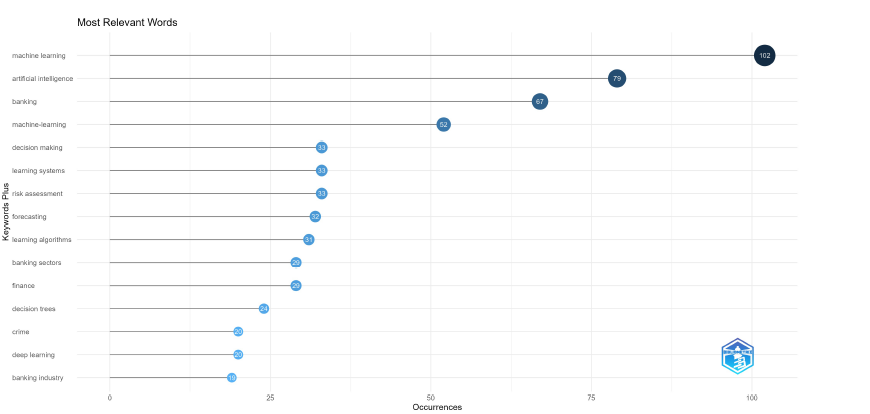 Most Relevant Words
Keywords Plus
machine learning 102
artificial intelligence 79
banking 67
machine-learning 52
decision making 33
learning systems 33
risk assessment 33
forecasting 32
learning algorithms 31
banking sectors 29
finance 29
decision trees 24
crime 20
deep learning 20
banking industry 19
0 25 50 75 100
Occurrences